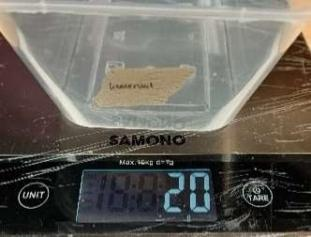 SAMONO
Max.15kg d=1g
UNIT
20
TARE